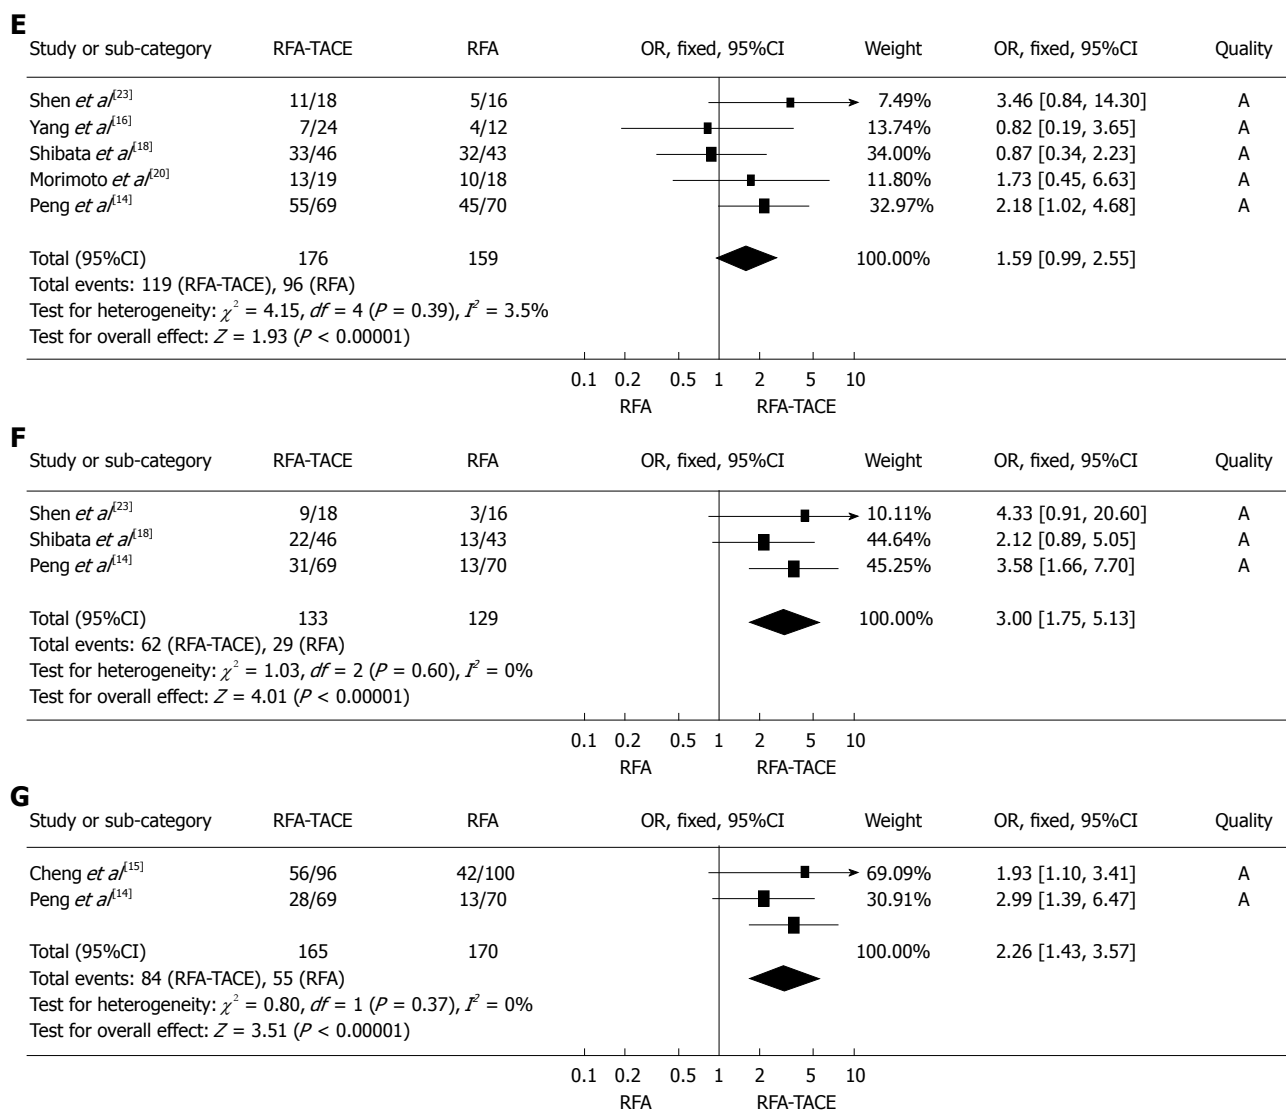 E
Study or sub-category RFA-TACE RFA OR, fixed, 95%CI Weight OR, fixed, 95%CI Quality
Shen et al[23] 11/18 5/16 7.49% 3.46 [0.84, 14.30] A
Yang et al[16] 7/24 4/12 13.74% 0.82 [0.19, 3.65] A
Shibata et al[18] 33/46 32/43 34.00% 0.87 [0.34, 2.23] A
Morimoto et al[20] 13/19 10/18 11.80% 1.73 [0.45, 6.63] A
Peng et al[14] 55/69 45/70 32.97% 2.18 [1.02, 4.68] A
Total (95%CI) 176 159 100.00% 1.59 [0.99, 2.55]
Total events: 119 (RFA-TACE), 96 (RFA)
Test for heterogeneity: χ² = 4.15, df = 4 (P = 0.39), I² = 3.5%
Test for overall effect: Z = 1.93 (P < 0.00001)
0.1 0.2 0.5 1 2 5 10
RFA RFA-TACE
F
Study or sub-category RFA-TACE RFA OR, fixed, 95%CI Weight OR, fixed, 95%CI Quality
Shen et al[23] 9/18 3/16 10.11% 4.33 [0.91, 20.60] A
Shibata et al[18] 22/46 13/43 44.64% 2.12 [0.89, 5.05] A
Peng et al[14] 31/69 13/70 45.25% 3.58 [1.66, 7.70] A
Total (95%CI) 133 129 100.00% 3.00 [1.75, 5.13]
Total events: 62 (RFA-TACE), 29 (RFA)
Test for heterogeneity: χ² = 1.03, df = 2 (P = 0.60), I² = 0%
Test for overall effect: Z = 4.01 (P < 0.00001)
0.1 0.2 0.5 1 2 5 10
RFA RFA-TACE
G
Study or sub-category RFA-TACE RFA OR, fixed, 95%CI Weight OR, fixed, 95%CI Quality
Cheng et al[15] 56/96 42/100 69.09% 1.93 [1.10, 3.41] A
Peng et al[14] 28/69 13/70 30.91% 2.99 [1.39, 6.47] A
Total (95%CI) 165 170 100.00% 2.26 [1.43, 3.57]
Total events: 84 (RFA-TACE), 55 (RFA)
Test for heterogeneity: χ² = 0.80, df = 1 (P = 0.37), I² = 0%
Test for overall effect: Z = 3.51 (P < 0.00001)
0.1 0.2 0.5 1 2 5 10
RFA RFA-TACE